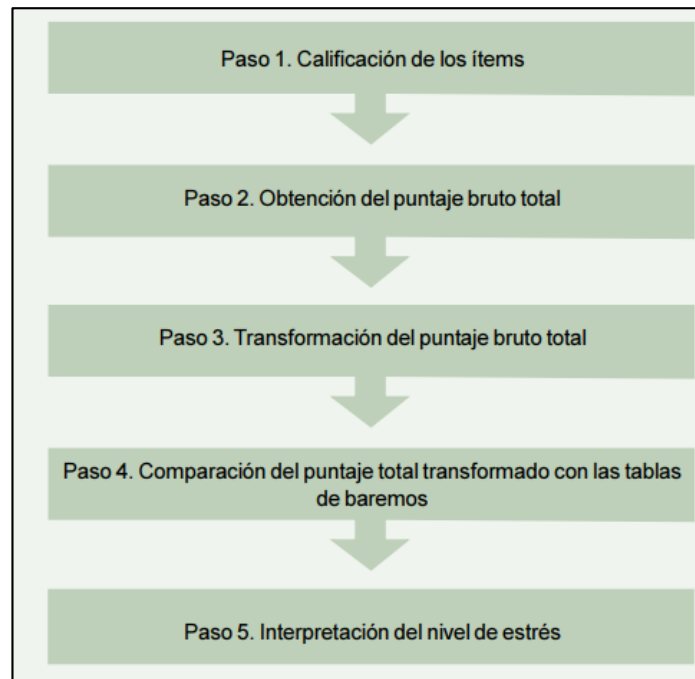 Paso 1. Calificación de los ítems
Paso 2. Obtención del puntaje bruto total
Paso 3. Transformación del puntaje bruto total
Paso 4. Comparación del puntaje total transformado con las tablas
de baremos
Paso 5. Interpretación del nivel de estrés